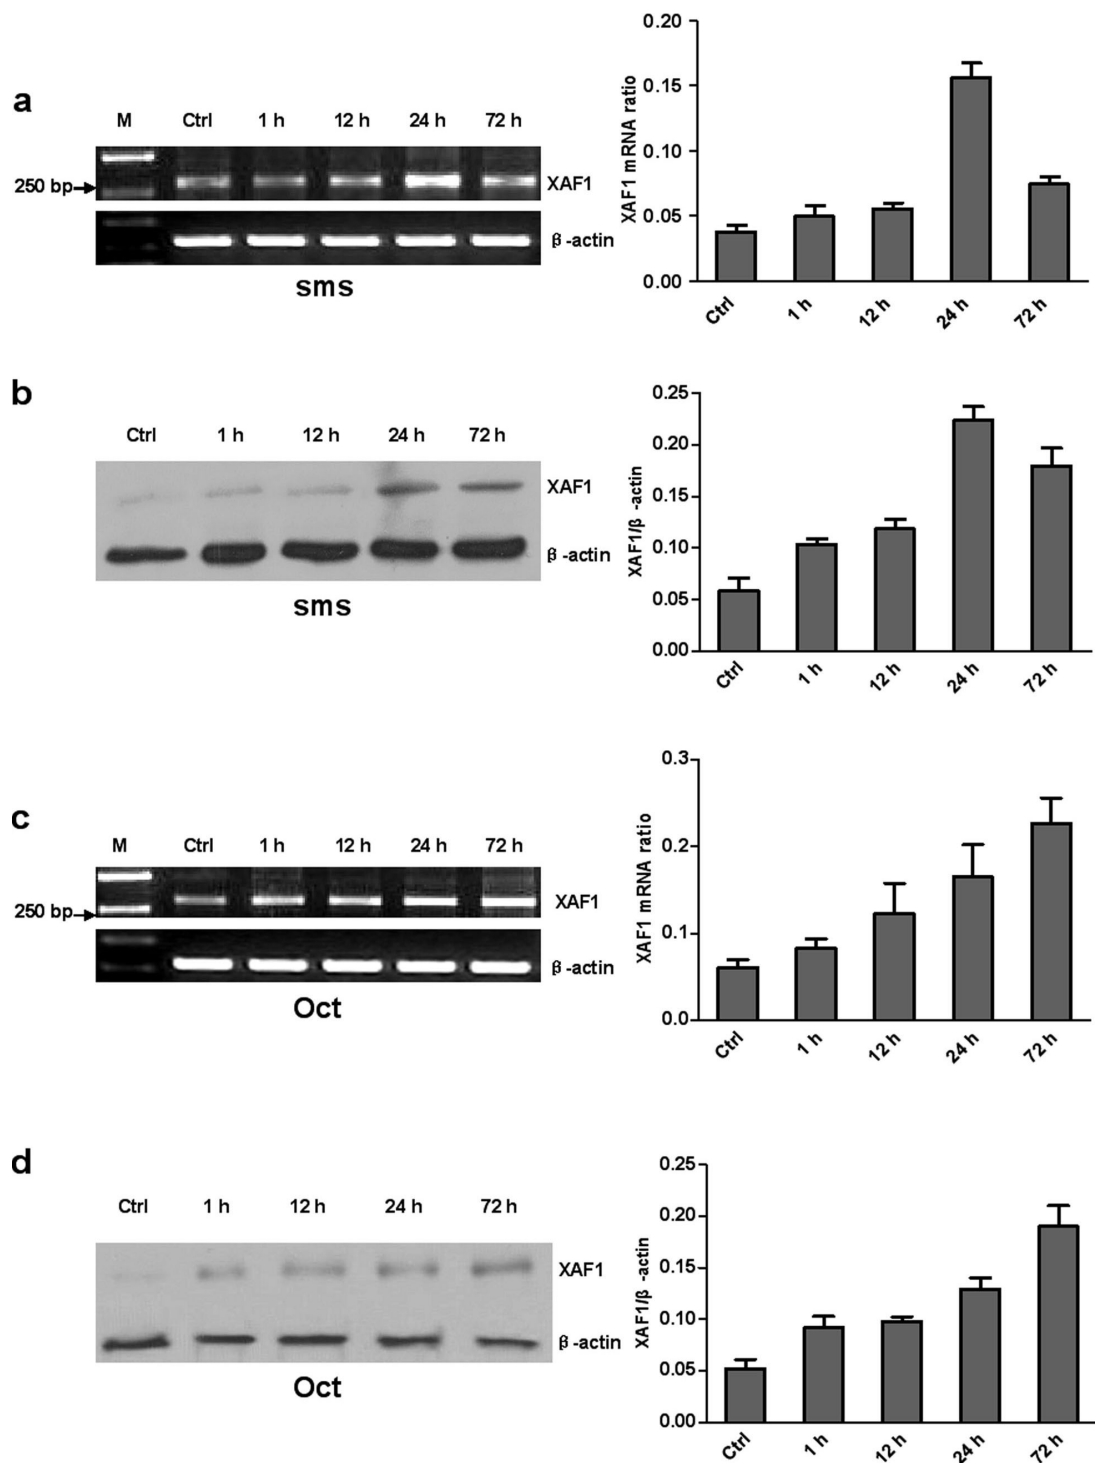 a
M Ctrl 1 h 12 h 24 h 72 h
250 bp
XAF1
β-actin
sms
XAF1 mRNA ratio
0.20
0.15
0.10
0.05
0.00
Ctrl 1 h 12 h 24 h 72 h
b
Ctrl 1 h 12 h 24 h 72 h
XAF1
β-actin
sms
XAF1/β-actin
0.25
0.20
0.15
0.10
0.05
0.00
Ctrl 1 h 12 h 24 h 72 h
c
M Ctrl 1 h 12 h 24 h 72 h
250 bp
XAF1
β-actin
Oct
XAF1 mRNA ratio
0.3
0.2
0.1
0.0
Ctrl 1 h 12 h 24 h 72 h
d
Ctrl 1 h 12 h 24 h 72 h
XAF1
β-actin
Oct
XAF1/β-actin
0.25
0.20
0.15
0.10
0.05
0.00
Ctrl 1 h 12 h 24 h 72 h